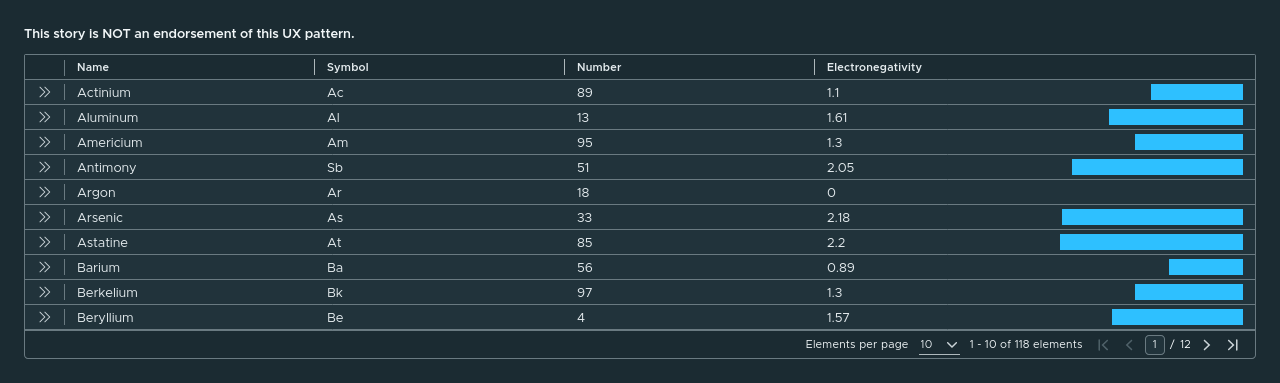 This story is NOT an endorsement of this UX pattern.
Name Symbol Number Electronegativity
Actinium Ac 89 1.1
Aluminum Al 13 1.61
Americium Am 95 1.3
Antimony Sb 51 2.05
Argon Ar 18 0
Arsenic As 33 2.18
Astatine At 85 2.2
Barium Ba 56 0.89
Berkelium Bk 97 1.3
Beryllium Be 4 1.57
Elements per page 10 1 - 10 of 118 elements 1 / 12